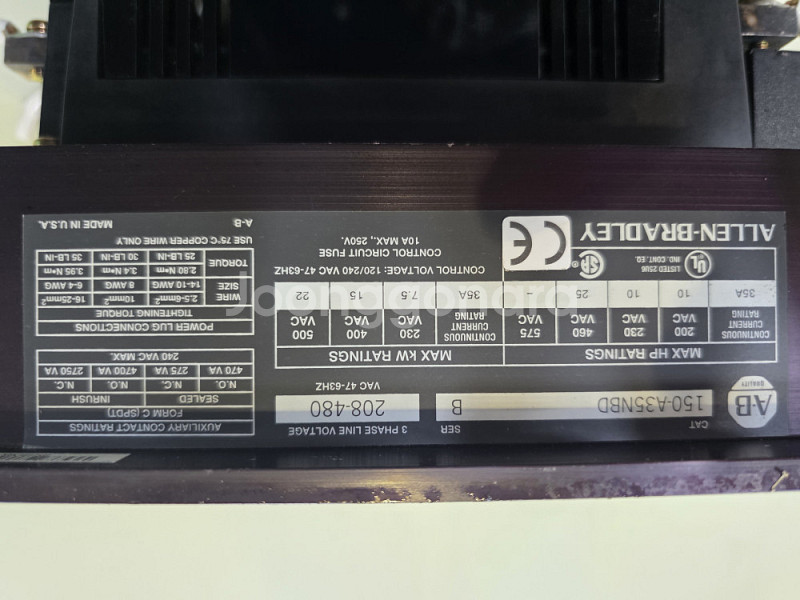 A-B
QUALITY
CAT
150-A35NBD
SER
B
3 PHASE LINE VOLTAGE
208-480
VAC 47-63HZ
MAX HP RATINGS
CONTINUOUS CURRENT RATING
200 VAC
230 VAC
460 VAC
575 VAC
35A
10
10
25
-
MAX kW RATINGS
CONTINUOUS CURRENT RATING
230 VAC
400 VAC
500 VAC
35A
7.5
15
22
UL
LISTED 25U6
IND. CONT. EQ.
SA
®
CE
CONTROL VOLTAGE: 120/240 VAC 47-63HZ
CONTROL CIRCUIT FUSE
10A MAX., 250V.
ALLEN-BRADLEY
AUXILIARY CONTACT RATINGS
FORM C (SPDT)
SEALED
INRUSH
N.O.
N.C.
N.O.
N.C.
470 VA
275 VA
4700 VA
2750 VA
240 VAC MAX.
POWER LUG CONNECTIONS
TIGHTENING TORQUE
WIRE SIZE
2.5-6mm²
10mm²
16-25mm²
14-10 AWG
8 AWG
6-4 AWG
TORQUE
2.80 N•m
3.4 N•m
3.95 N•m
25 LB-IN
30 LB-IN
35 LB-IN
USE 75°C COPPER WIRE ONLY
A-B
MADE IN U.S.A.
Joonggonara